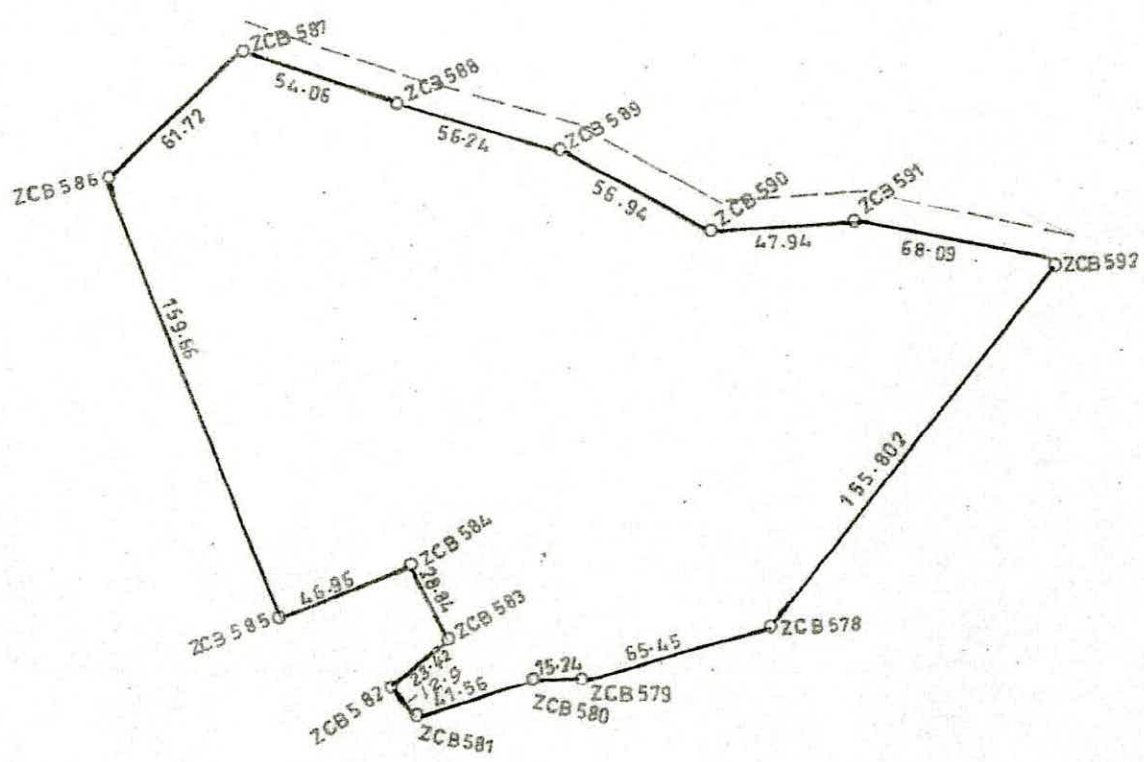 ZCB 587
54.06
ZCB 588
61.72
56.24
ZCB 589
ZCB 586
56.94
ZCB 590
ZCB 591
47.94
68.09
ZCB 592
159.66
155.802
ZCB 584
46.95
28.84
ZCB 585
ZCB 583
ZCB 578
65.45
23.42
15.24
12.9
41.56
ZCB 579
ZCB 582
ZCB 580
ZCB 581